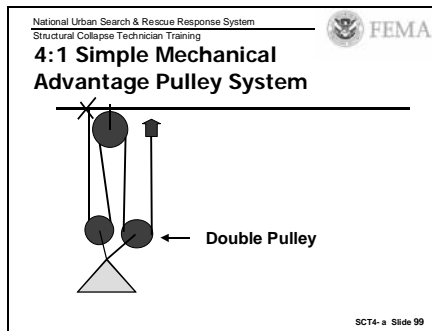 National Urban Search & Rescue Response System
Structural Collapse Technician Training
FEMA
4:1 Simple Mechanical
Advantage Pulley System
Double Pulley
SCT4- a Slide 99